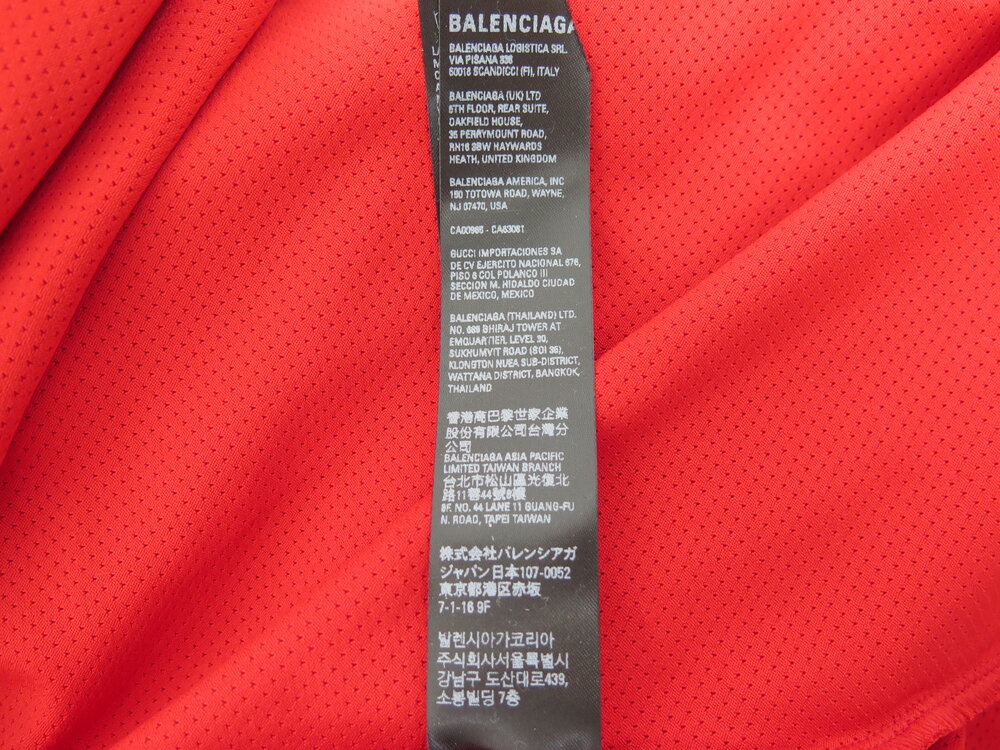 BALENCIAGA
BALENCIAGA LOGISTICA SRL
VIA PISANA 336
50018 SCANDICCI (FI), ITALY
BALENCIAGA (UK) LTD
5TH FLOOR, REAR SUITE,
OAKFIELD HOUSE,
35 PERRYMOUNT ROAD,
RH16 3BW HAYWARDS
HEATH, UNITED KINGDOM
BALENCIAGA AMERICA, INC
150 TOTOWA ROAD, WAYNE,
NJ 07470, USA
GUCCI IMPORTACIONES SA
DE CV EJERCITO NACIONAL 676,
PISO 6 COL POLANCO III
SECCION M. HIDALDO CIUDAD
DE MEXICO, MEXICO
BALENCIAGA (THAILAND) LTD.
NO. 689 BHIRAJ TOWER AT
EMQUARTIER, LEVEL 30,
SUKHUMVIT ROAD (SOI 35),
KLONGTON NUEA SUB-DISTRICT,
WATTANA DISTRICT, BANGKOK,
THAILAND
香港商巴黎世家企業
股份有限公司台灣分
公司
BALENCIAGA ASIA PACIFIC
LIMITED TAIWAN BRANCH
台北市松山區光復北
路11巷44號8樓
8F. NO. 44 LANE 11 GUANG-FU
N. ROAD, TAPEI TAIWAN
株式会社バレンシアガ
ジャパン日本107-0052
東京都港区赤坂
7-1-16 9F
발렌시아가코리아
주식회사서울특별시
강남구 도산대로439,
소봉빌딩 7층